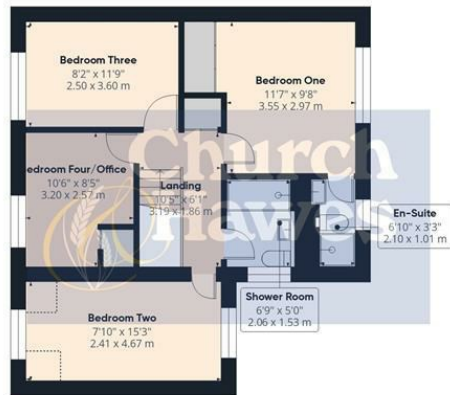 Bedroom Three
8'2" x 11'9"
2.50 x 3.60 m
Bedroom One
11'7" x 9'8"
3.55 x 2.97 m
edroom Four/Office
10'6" x 8'5"
3.20 x 2.57 m
Landing
10'5" x 6'1"
3.19 x 1.86 m
Church
Hawes
En-Suite
6'10" x 3'3"
2.10 x 1.01 m
Shower Room
6'9" x 5'0"
2.06 x 1.53 m
Bedroom Two
7'10" x 15'3"
2.41 x 4.67 m